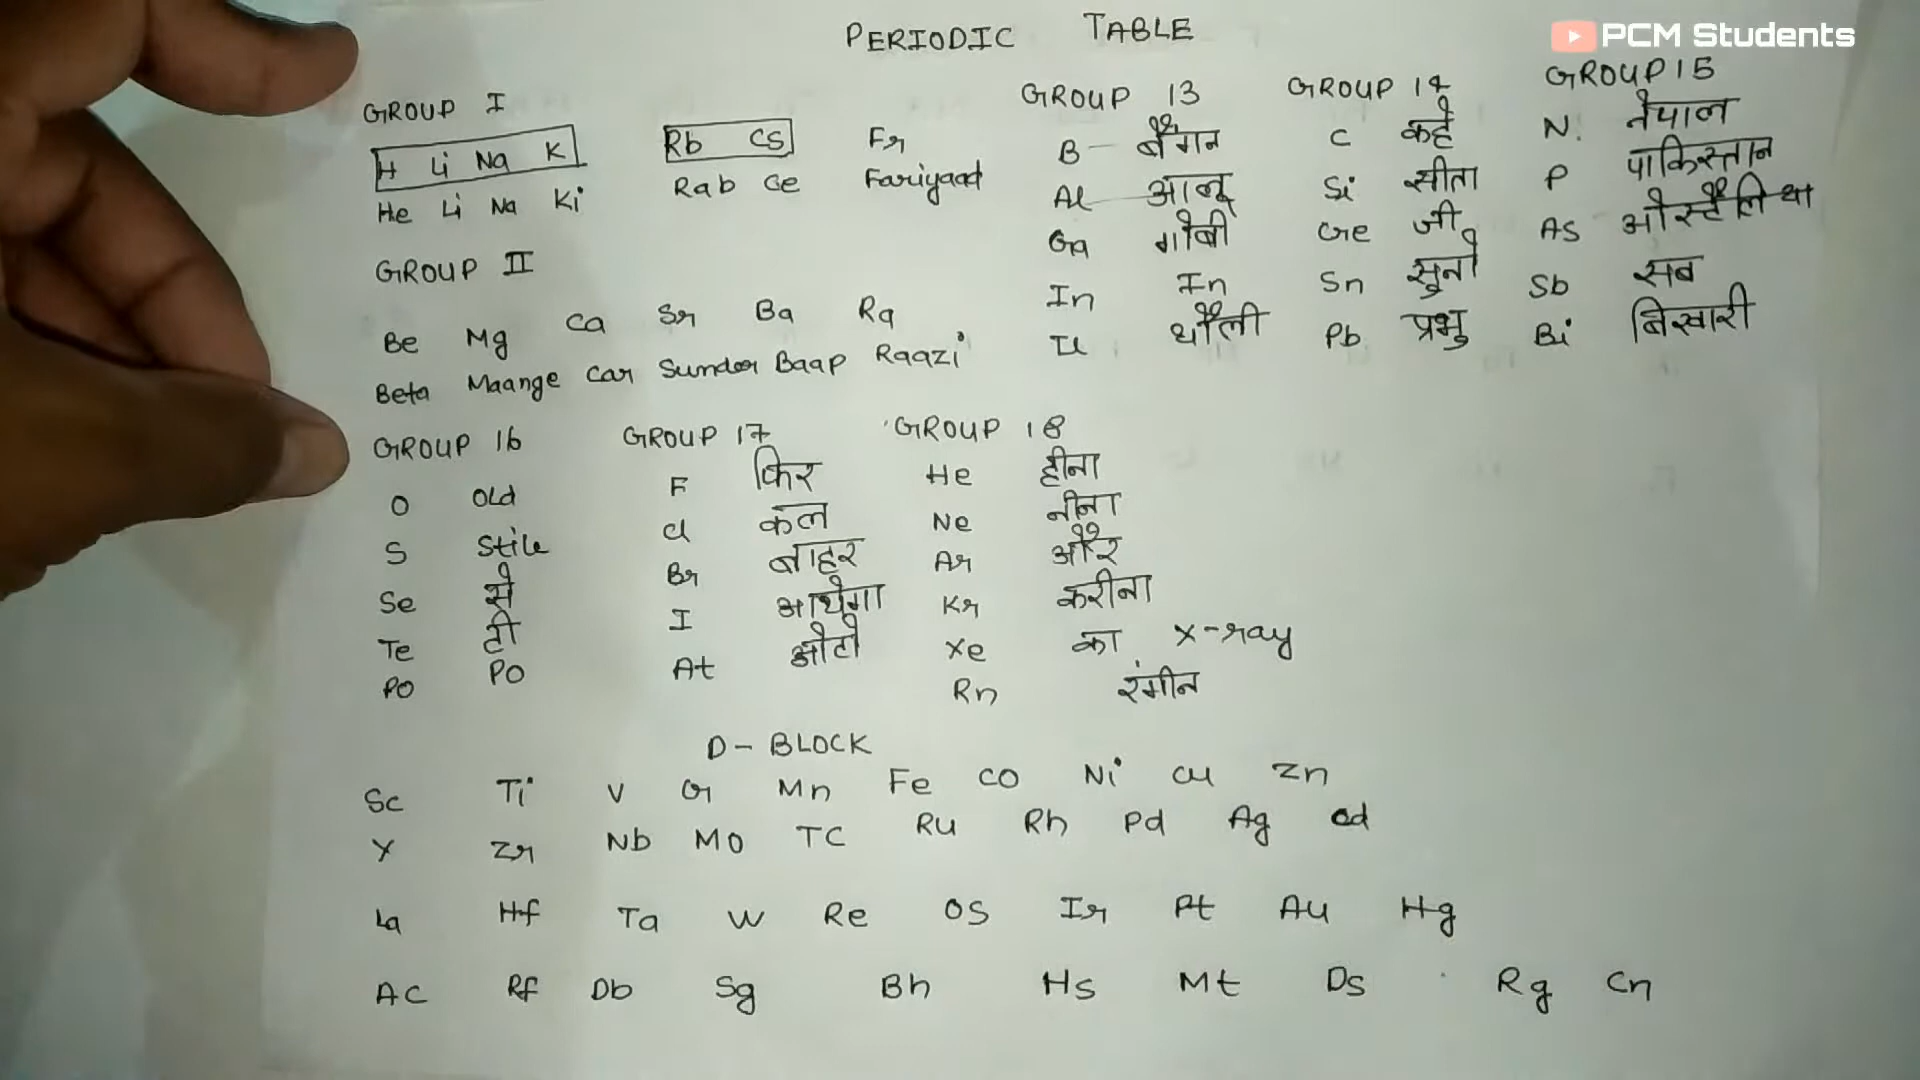 PERIODIC TABLE
PCM Students
GROUP I
H Li Na K Rb Cs Fr
He Li Na Ki Rab Ce Fariyaad
GROUP II
Be Mg Ca Sr Ba Ra
Beta Maange Car Sunder Baap Raazi
GROUP 13
B बैंगन
Al आलू
Ga गोबी
In In
Tl थैली
GROUP 14
C कहे
Si सीता
Ge जी
Sn सुनो
Pb प्रभु
GROUP 15
N. नेपाल
P पाकिस्तान
As ओस्टैलिया
Sb सब
Bi बिखारी
GROUP 16
O Old
S Stile
Se से
Te टी
Po Po
GROUP 17
F फिर
Cl कल
Br बाहर
I आयेगा
At ओटो
GROUP 18
He हीना
Ne नीना
Ar और
Kr करीना
Xe का X-ray
Rn रंगीन
D-BLOCK
Sc Ti V Cr Mn Fe CO Ni Cu Zn
Y Zr Nb MO TC Ru Rh Pd Ag Cd
La Hf Ta W Re OS Ir Pt Au Hg
AC Rf Db Sg Bh Hs Mt Ds Rg Cn